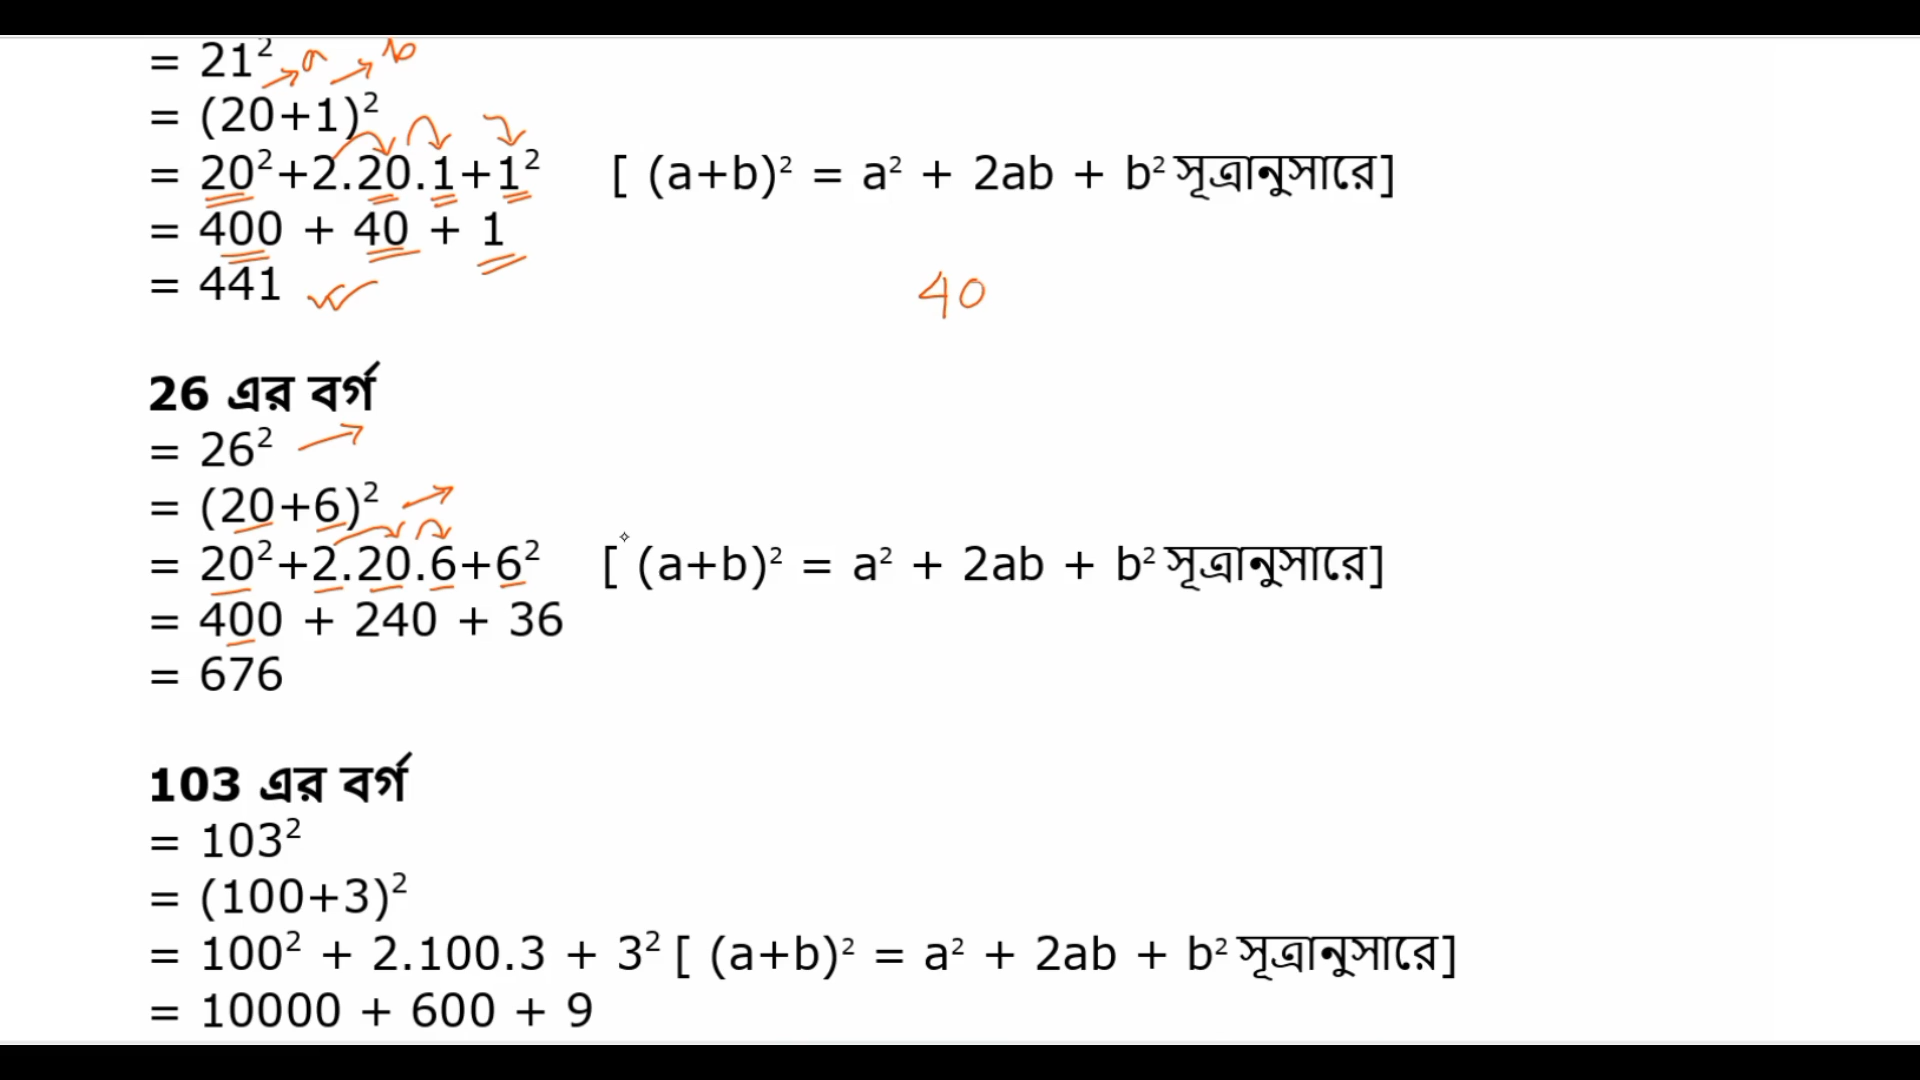 = 21² a b
= (20+1)²
= 20²+2.20.1+1² [ (a+b)² = a² + 2ab + b² সূত্রানুসারে]
= 400 + 40 + 1
= 441
40
26 এর বর্গ
= 26²
= (20+6)²
= 20²+2.20.6+6² [ (a+b)² = a² + 2ab + b² সূত্রানুসারে]
= 400 + 240 + 36
= 676
103 এর বর্গ
= 103²
= (100+3)²
= 100² + 2.100.3 + 3² [ (a+b)² = a² + 2ab + b² সূত্রানুসারে]
= 10000 + 600 + 9